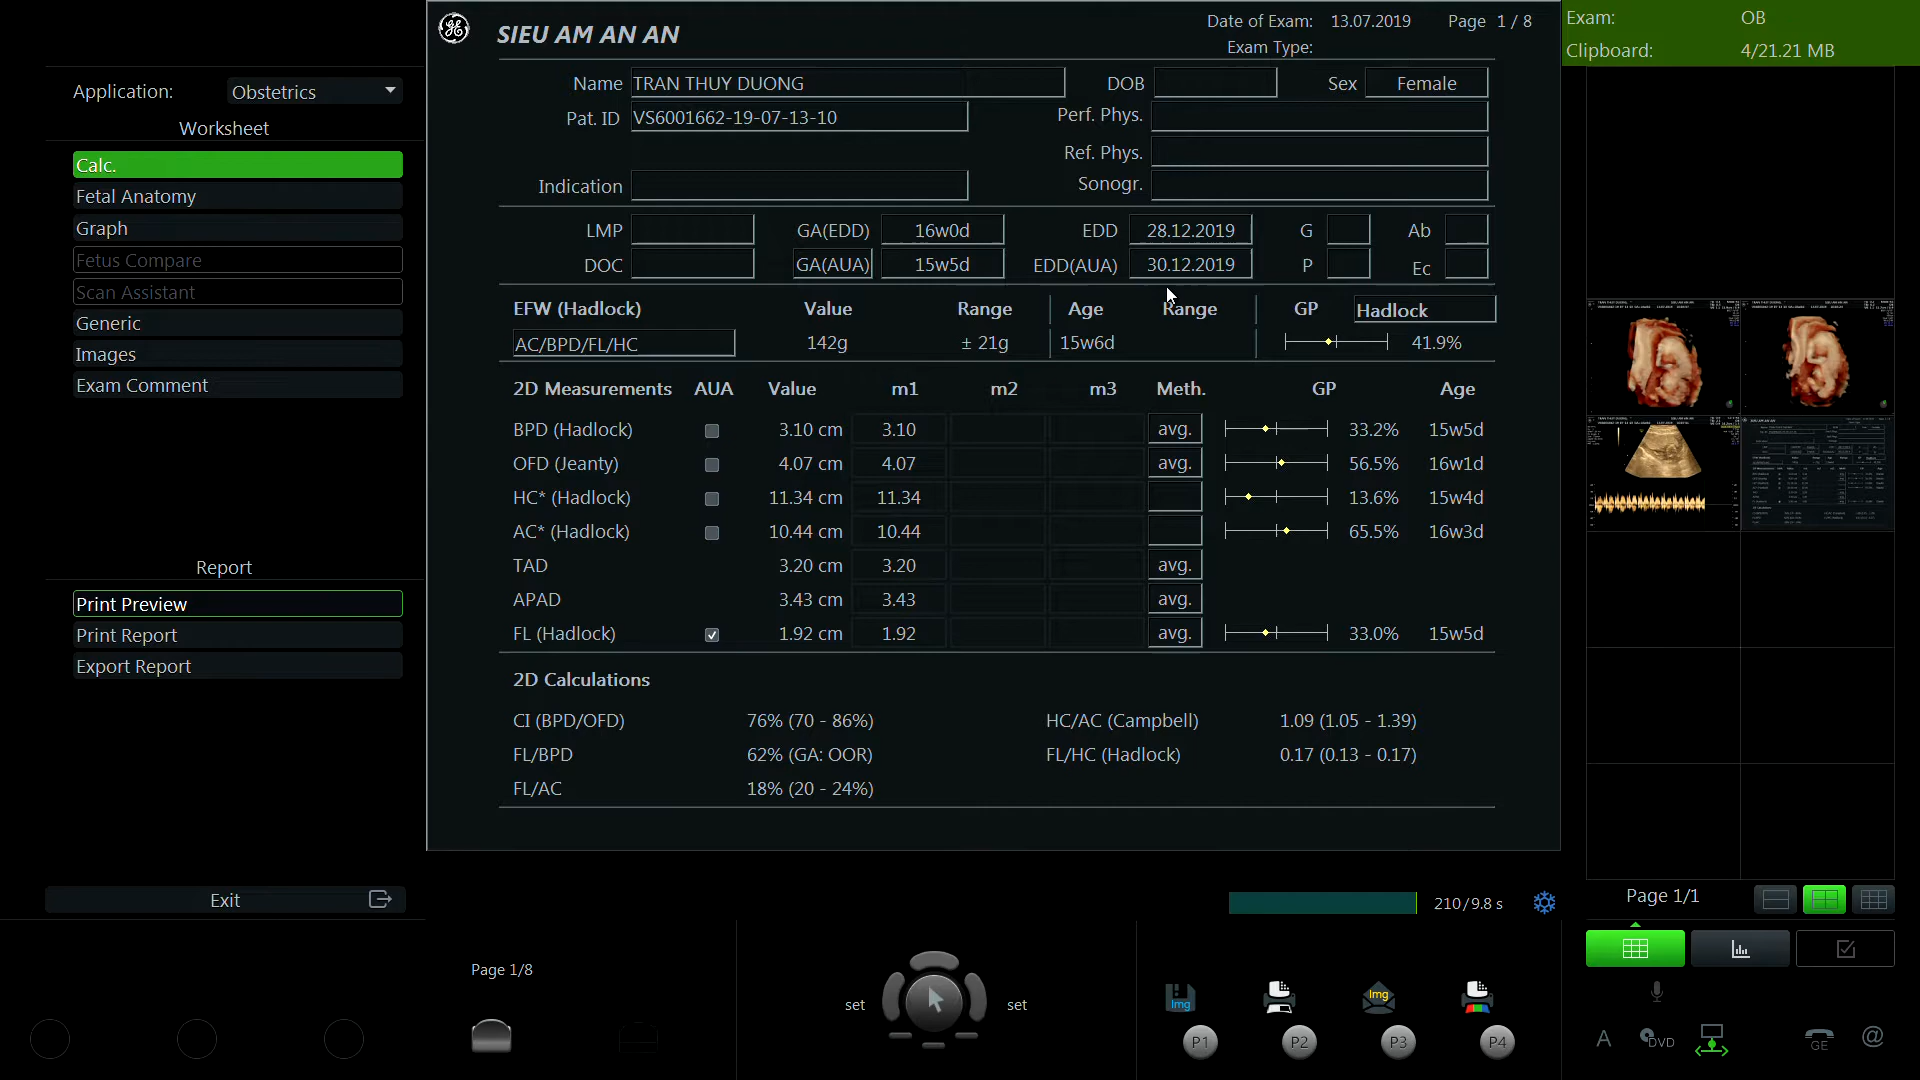 SIEU AM AN AN
Date of Exam: 13.07.2019 Page 1 / 8
Exam Type:
Exam: OB
Clipboard: 4/21.21 MB
Application: Obstetrics
Worksheet
Calc.
Fetal Anatomy
Graph
Fetus Compare
Scan Assistant
Generic
Images
Exam Comment
Report
Print Preview
Print Report
Export Report
Exit
Name TRAN THUY DUONG DOB Sex Female
Pat. ID VS6001662-19-07-13-10 Perf. Phys.
Ref. Phys.
Indication Sonogr.
LMP GA(EDD) 16w0d EDD 28.12.2019 G Ab
DOC GA(AUA) 15w5d EDD(AUA) 30.12.2019 P Ec
EFW (Hadlock) Value Range Age Range GP Hadlock
AC/BPD/FL/HC 142g ± 21g 15w6d 41.9%
2D Measurements AUA Value m1 m2 m3 Meth. GP Age
BPD (Hadlock) 3.10 cm 3.10 avg. 33.2% 15w5d
OFD (Jeanty) 4.07 cm 4.07 avg. 56.5% 16w1d
HC* (Hadlock) 11.34 cm 11.34 13.6% 15w4d
AC* (Hadlock) 10.44 cm 10.44 65.5% 16w3d
TAD 3.20 cm 3.20 avg.
APAD 3.43 cm 3.43 avg.
FL (Hadlock) 1.92 cm 1.92 avg. 33.0% 15w5d
2D Calculations
CI (BPD/OFD) 76% (70 - 86%) HC/AC (Campbell) 1.09 (1.05 - 1.39)
FL/BPD 62% (GA: OOR) FL/HC (Hadlock) 0.17 (0.13 - 0.17)
FL/AC 18% (20 - 24%)
210/9.8 s
Page 1/1
Page 1/8
set set
Img Img
P1 P2 P3 P4
A DVD GE @